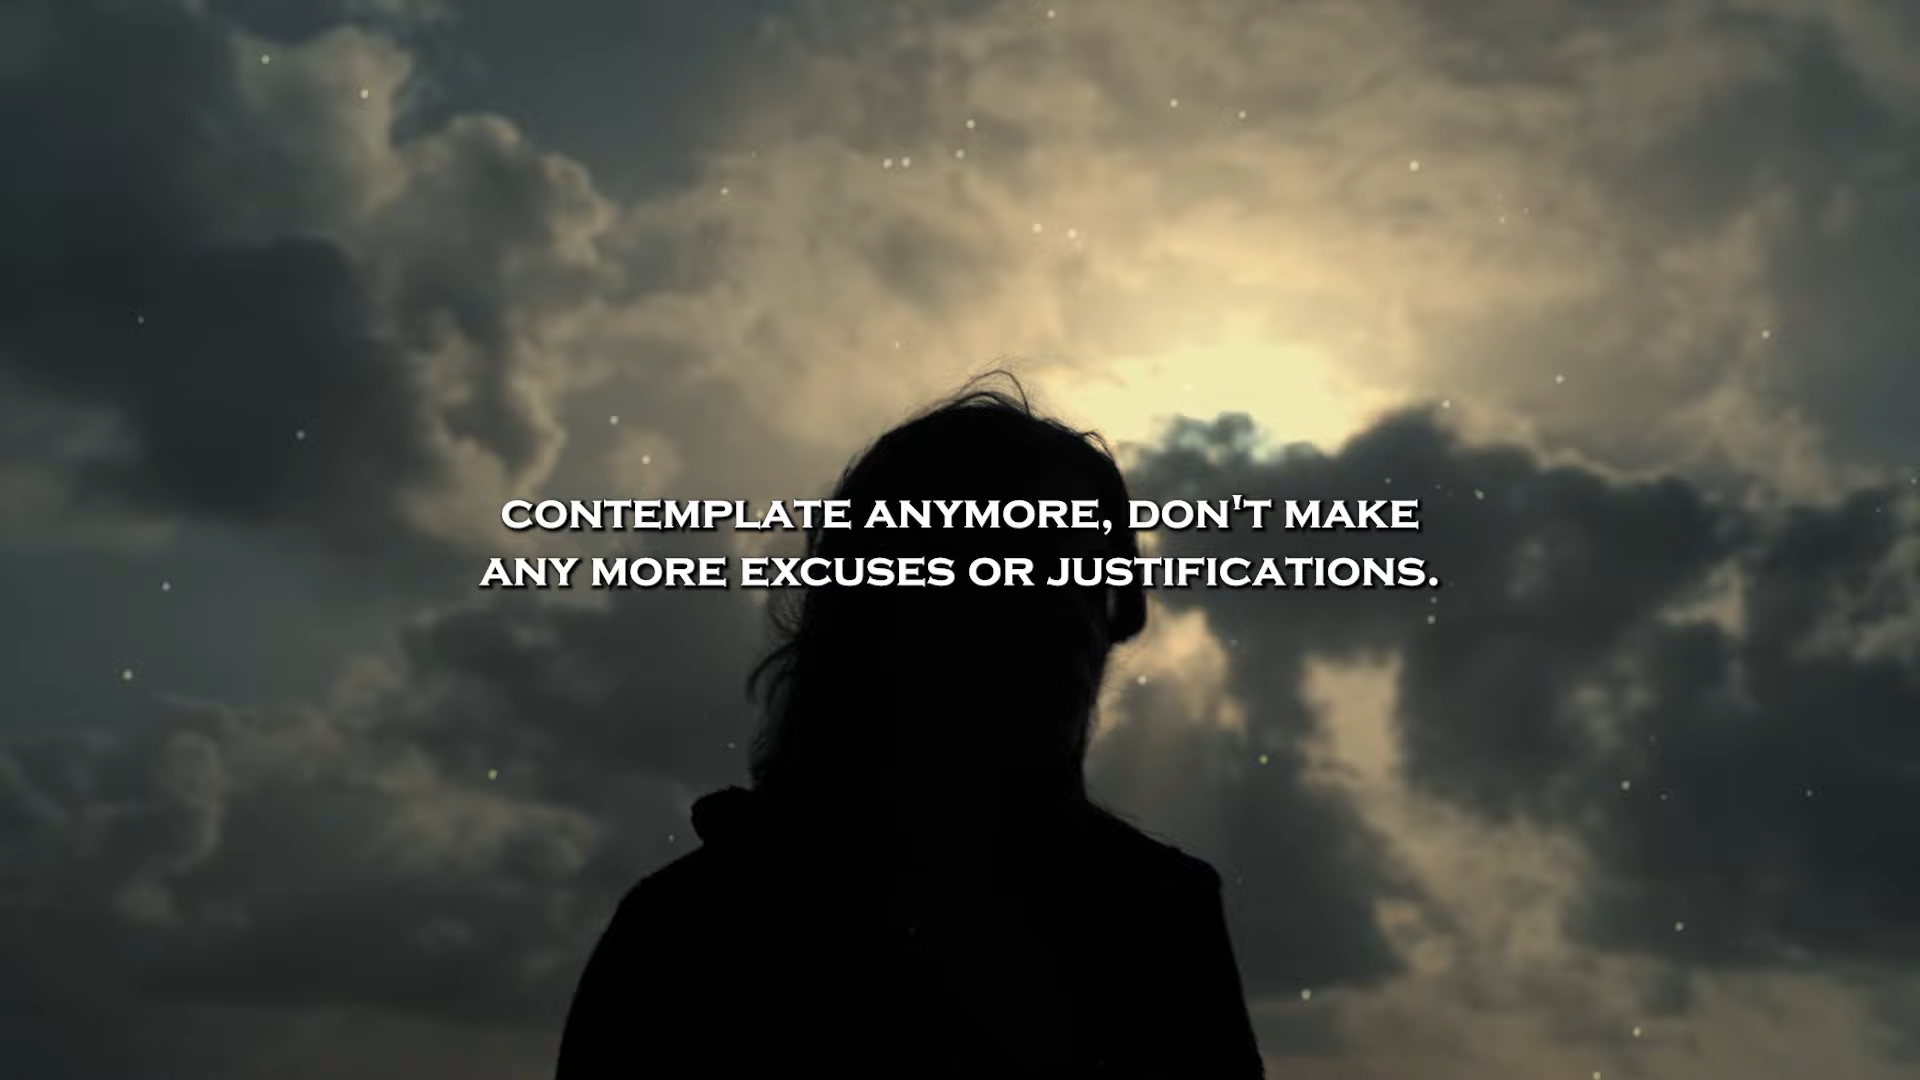 CONTEMPLATE ANYMORE, DON'T MAKE
ANY MORE EXCUSES OR JUSTIFICATIONS.